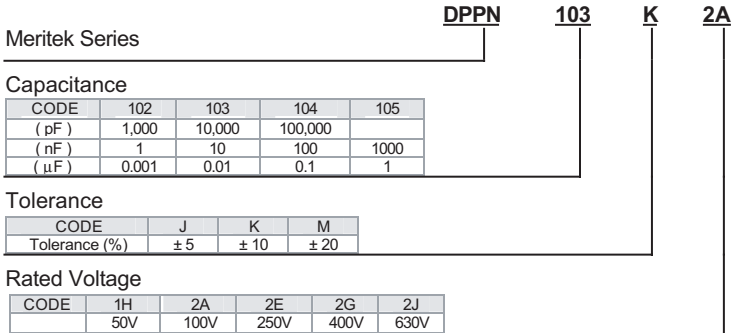 DPPN 103 K 2A
Meritek Series
Capacitance
CODE 102 103 104 105
( pF ) 1,000 10,000 100,000
( nF ) 1 10 100 1000
( μF ) 0.001 0.01 0.1 1
Tolerance
CODE J K M
Tolerance (%) ± 5 ± 10 ± 20
Rated Voltage
CODE 1H 2A 2E 2G 2J
50V 100V 250V 400V 630V